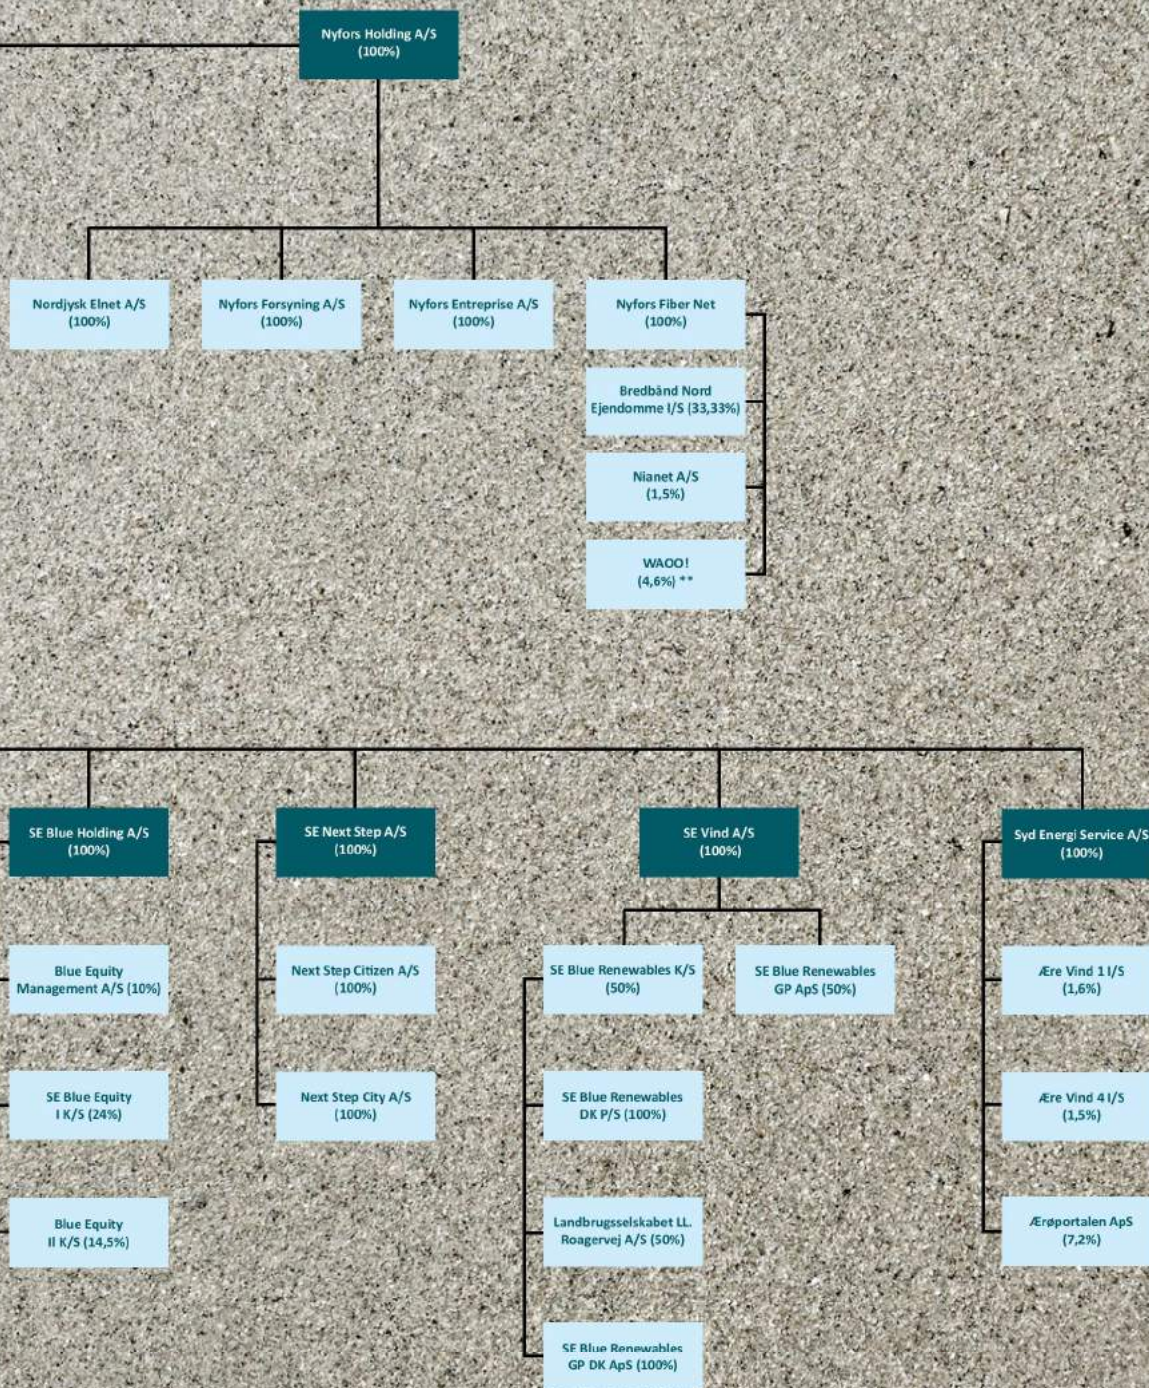 Nyfors Holding A/S
(100%)
Nordjysk Elnet A/S
(100%)
Nyfors Forsyning A/S
(100%)
Nyfors Entreprise A/S
(100%)
Nyfors Fiber Net
(100%)
Bredbånd Nord
Ejendomme I/S (33,33%)
Nianet A/S
(1,5%)
WAOO!
(4,6%) **
SE Blue Holding A/S
(100%)
Blue Equity
Management A/S (10%)
SE Blue Equity
I K/S (24%)
Blue Equity
II K/S (14,5%)
SE Next Step A/S
(100%)
Next Step Citizen A/S
(100%)
Next Step City A/S
(100%)
SE Vind A/S
(100%)
SE Blue Renewables K/S
(50%)
SE Blue Renewables
GP ApS (50%)
SE Blue Renewables
DK P/S (100%)
Landbrugsselskabet LL.
Roagervej A/S (50%)
SE Blue Renewables
GP DK ApS (100%)
Syd Energi Service A/S
(100%)
Ære Vind 1 I/S
(1,6%)
Ære Vind 4 I/S
(1,5%)
Ærøportalen ApS
(7,2%)